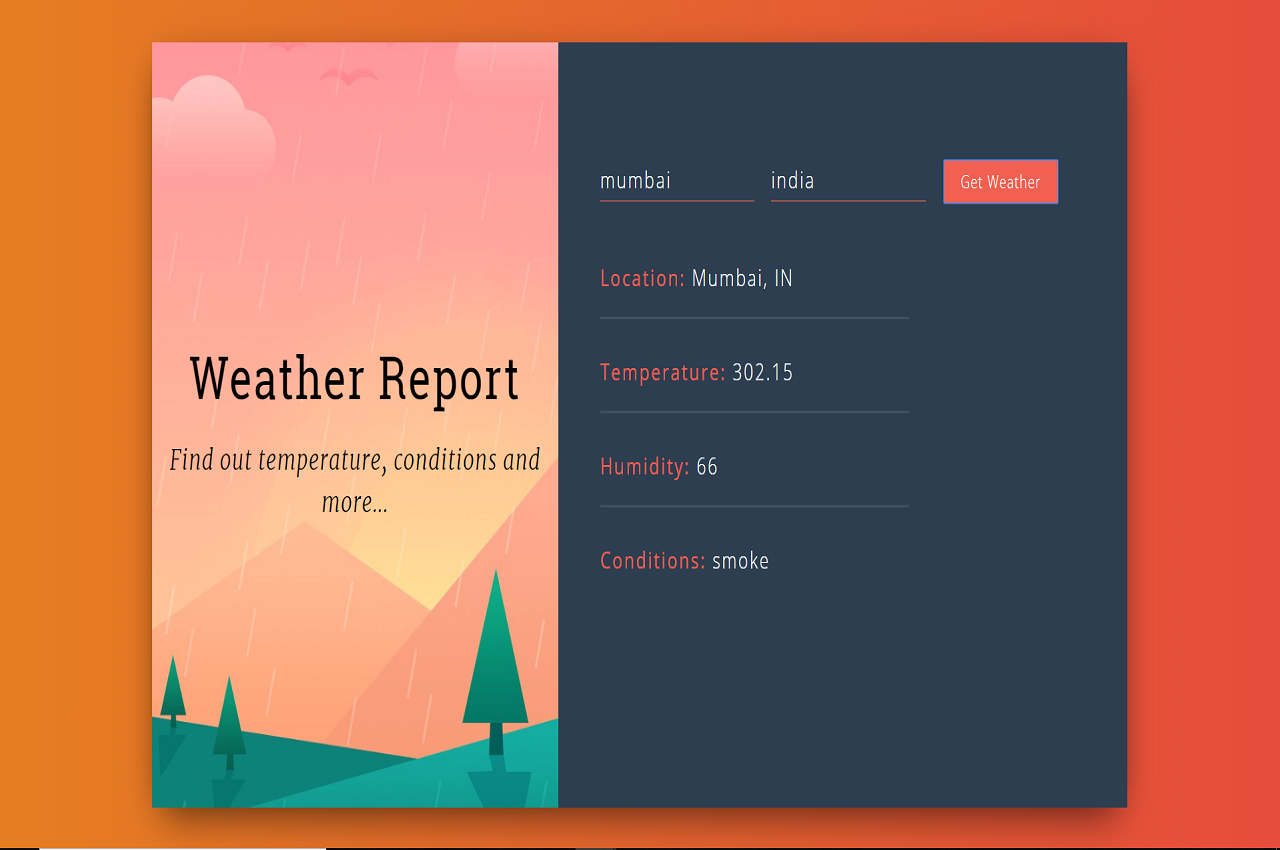 Weather Report
Find out temperature, conditions and
more...
mumbai india Get Weather
Location: Mumbai, IN
Temperature: 302.15
Humidity: 66
Conditions: smoke